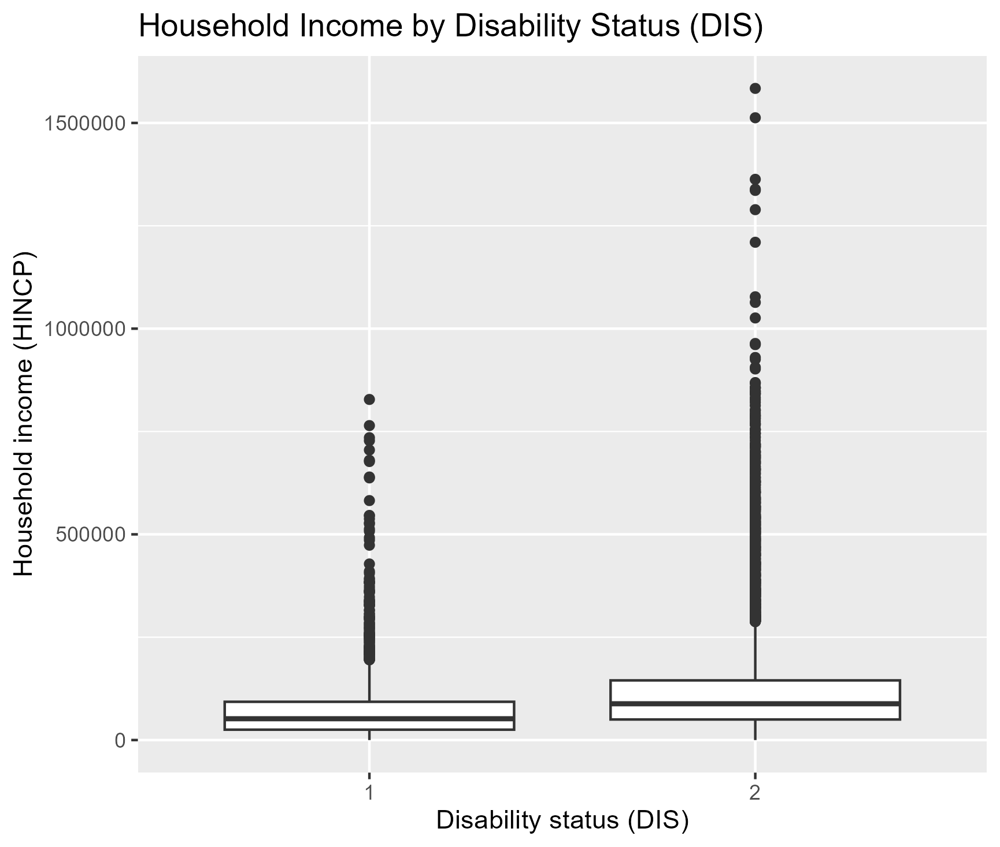 Household Income by Disability Status (DIS)
Household income (HINCP)
1500000
1000000
500000
0
1
2
Disability status (DIS)